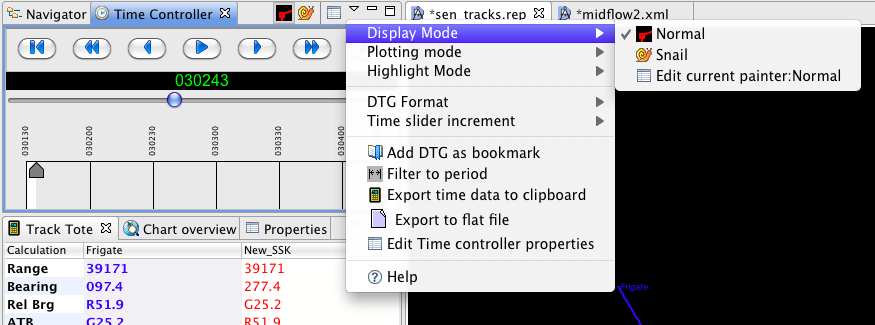 Navigator
Time Controller
*sen_tracks.rep
*midflow2.xml
Display Mode
Normal
Plotting mode
Snail
Highlight Mode
Edit current painter:Normal
030243
DTG Format
Time slider increment
030130
030200
030230
030300
030330
030400
Add DTG as bookmark
Filter to period
Export time data to clipboard
Export to flat file
Edit Time controller properties
Help
Track Tote
Chart overview
Properties
Calculation Frigate New_SSK
Range 39171 39171
Bearing 097.4 277.4
Rel Brg R51.9 G25.2
ATB G25.2 R51.9
Frigate